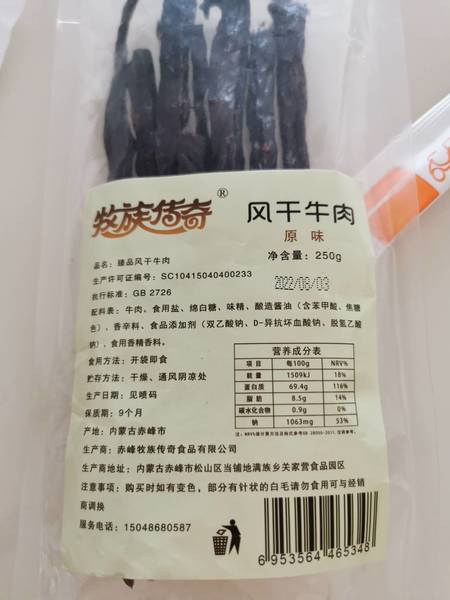 牧族传奇®
风干牛肉
原味
净含量：250g
2022/08/03
品名：臻品风干牛肉
生产许可证编号：SC10415040400233
执行标准：GB 2726
配料表：牛肉、食用盐、绵白糖、味精、酿造酱油（含苯甲酸、焦糖
色）、香辛料、食品添加剂（双乙酸钠、D-异抗坏血酸钠、脱氢乙酸
钠）、食用香精香料。
食用方法：开袋即食
贮存方法：干燥、通风阴凉处
生产日期：见喷码
保质期：9个月
产地：内蒙古赤峰市
营养成分表
项目 每100g NRV%
能量 1509kJ 18%
蛋白质 69.4g 116%
脂肪 8.5g 14%
碳水化合物 0.9g 0%
钠 1063mg 53%
生产商：赤峰牧族传奇食品有限公司
生产商地址：内蒙古赤峰市松山区当铺地满族乡关家营食品园区
注意事项：购买时如有变色，部分有针状的白毛请勿食用可与经销
商调换
服务电话：15048680587
6 953564 465348